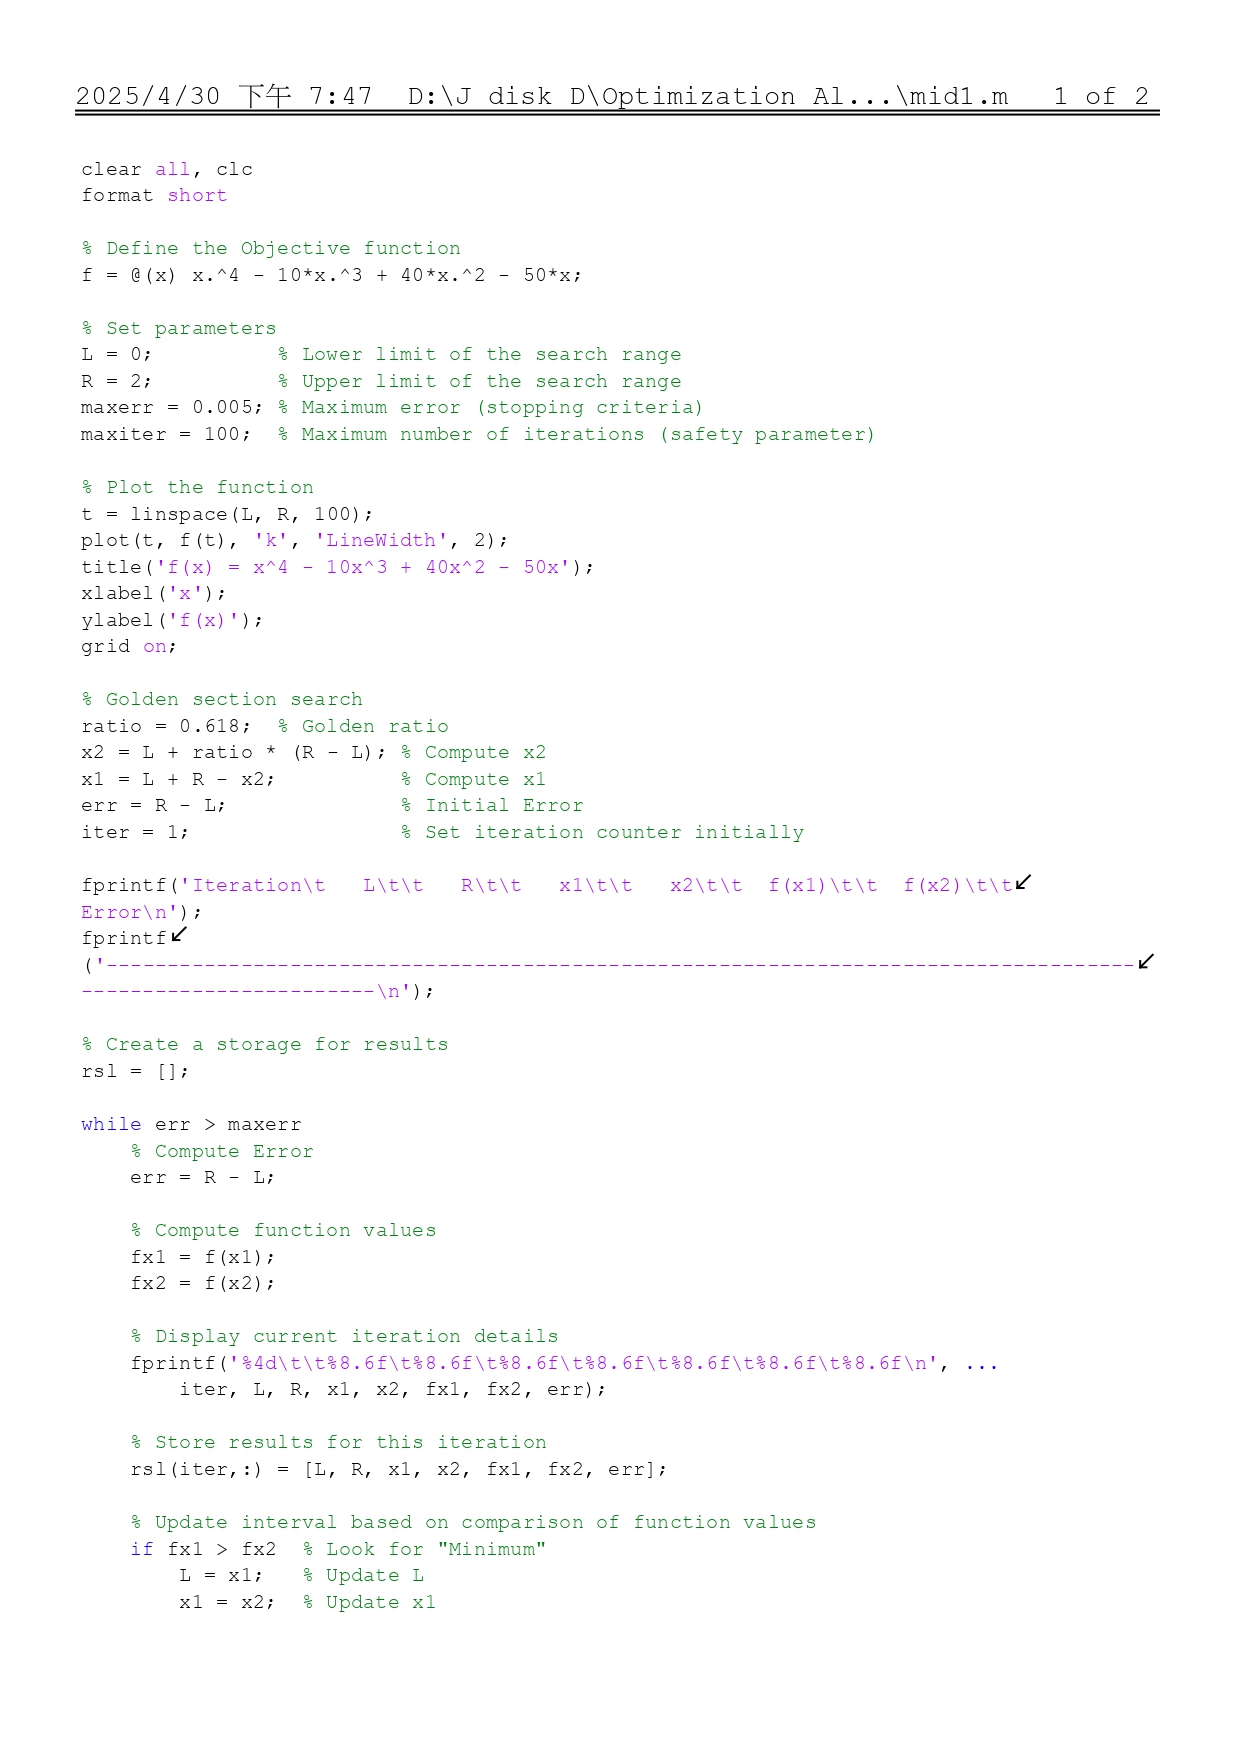 2025/4/30 下午 7:47 D:\J disk D\Optimization Al...\mid1.m 1 of 2
clear all, clc
format short
% Define the Objective function
f = @(x) x.^4 - 10*x.^3 + 40*x.^2 - 50*x;
% Set parameters
L = 0;          % Lower limit of the search range
R = 2;          % Upper limit of the search range
maxerr = 0.005; % Maximum error (stopping criteria)
maxiter = 100;  % Maximum number of iterations (safety parameter)
% Plot the function
t = linspace(L, R, 100);
plot(t, f(t), 'k', 'LineWidth', 2);
title('f(x) = x^4 - 10x^3 + 40x^2 - 50x');
xlabel('x');
ylabel('f(x)');
grid on;
% Golden section search
ratio = 0.618;  % Golden ratio
x2 = L + ratio * (R - L); % Compute x2
x1 = L + R - x2;          % Compute x1
err = R - L;              % Initial Error
iter = 1;                 % Set iteration counter initially
fprintf('Iteration\t   L\t\t   R\t\t   x1\t\t   x2\t\t  f(x1)\t\t  f(x2)\t\t↙
Error\n');
fprintf↙
('------------------------------------------------------------------------------------↙
------------------------\n');
% Create a storage for results
rsl = [];
while err > maxerr
    % Compute Error
    err = R - L;
    % Compute function values
    fx1 = f(x1);
    fx2 = f(x2);
    % Display current iteration details
    fprintf('%4d\t\t%8.6f\t%8.6f\t%8.6f\t%8.6f\t%8.6f\t%8.6f\t%8.6f\n', ...
        iter, L, R, x1, x2, fx1, fx2, err);
    % Store results for this iteration
    rsl(iter,:) = [L, R, x1, x2, fx1, fx2, err];
    % Update interval based on comparison of function values
    if fx1 > fx2  % Look for "Minimum"
        L = x1;   % Update L
        x1 = x2;  % Update x1